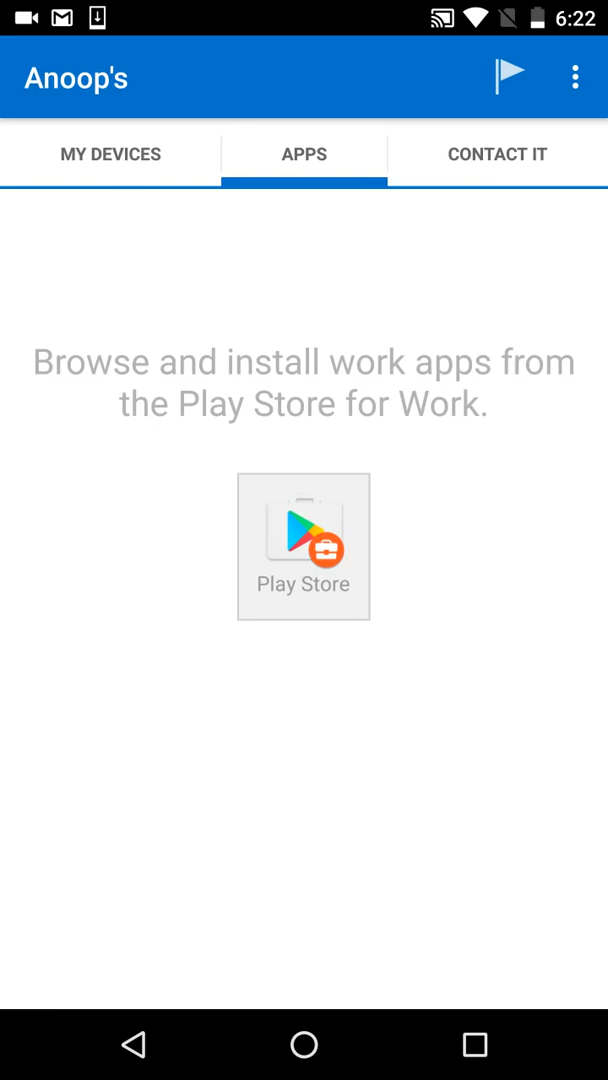 6:22
Anoop's
MY DEVICES
APPS
CONTACT IT
Browse and install work apps from
the Play Store for Work.
Play Store